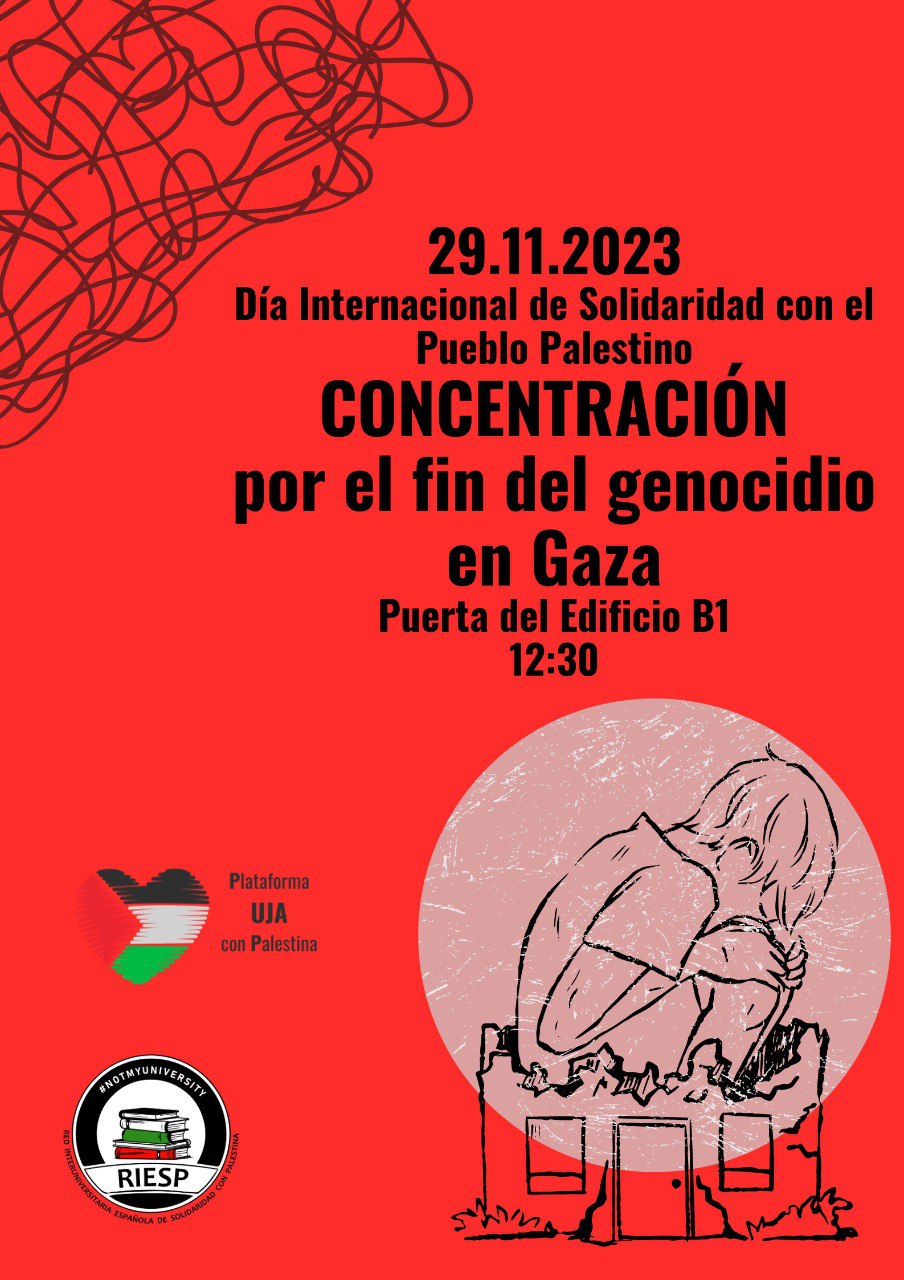 29.11.2023
Día Internacional de Solidaridad con el
Pueblo Palestino
CONCENTRACIÓN
por el fin del genocidio
en Gaza
Puerta del Edificio B1
12:30
Plataforma
UJA
con Palestina
#NOTMYUNIVERSITY
RIESP
RED INTERUNIVERSITARIA ESPAÑOLA DE SOLIDARIDAD CON PALESTINA